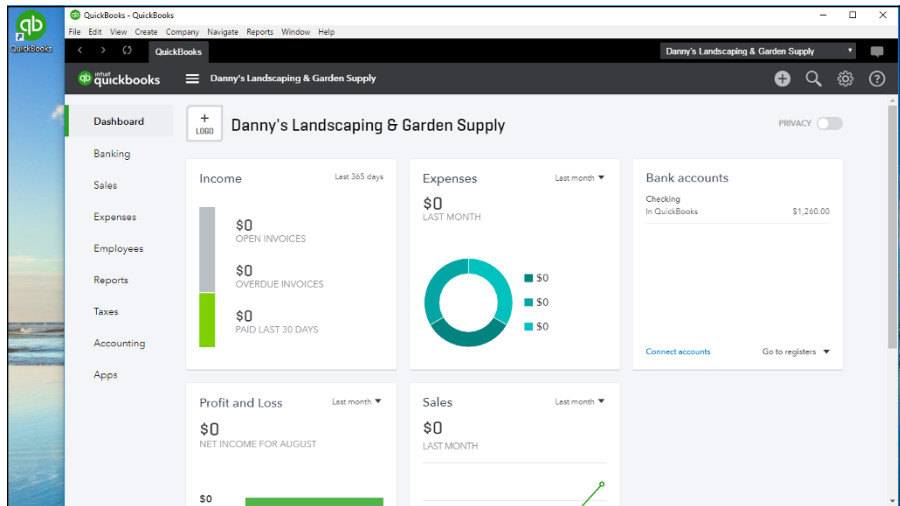 qb
QuickBooks
QuickBooks - QuickBooks
File Edit View Create Company Navigate Reports Window Help
QuickBooks
Danny's Landscaping & Garden Supply
qb intuit quickbooks
Danny's Landscaping & Garden Supply
?
Dashboard
Banking
Sales
Expenses
Employees
Reports
Taxes
Accounting
Apps
+
LOGO
Danny's Landscaping & Garden Supply
PRIVACY
Income
Last 365 days
$0
OPEN INVOICES
$0
OVERDUE INVOICES
$0
PAID LAST 30 DAYS
Expenses
Last month
$0
LAST MONTH
$0
$0
$0
Bank accounts
Checking
In QuickBooks $1,260.00
Connect accounts Go to registers
Profit and Loss
Last month
$0
NET INCOME FOR AUGUST
$0
Sales
Last month
$0
LAST MONTH